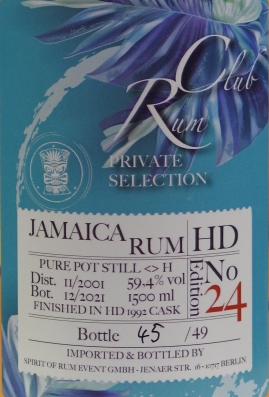 Rum Club
PRIVATE
SELECTION
JAMAICA RUM HD
PURE POT STILL <> H
Dist. 11/2001 59.4% vol
Bot. 12/2021 1500 ml
FINISHED IN HD 1992 CASK
Edition No 24
Bottle 45 /49
IMPORTED & BOTTLED BY
SPIRIT OF RUM EVENT GMBH - JENAER STR. 16 - 10717 BERLIN